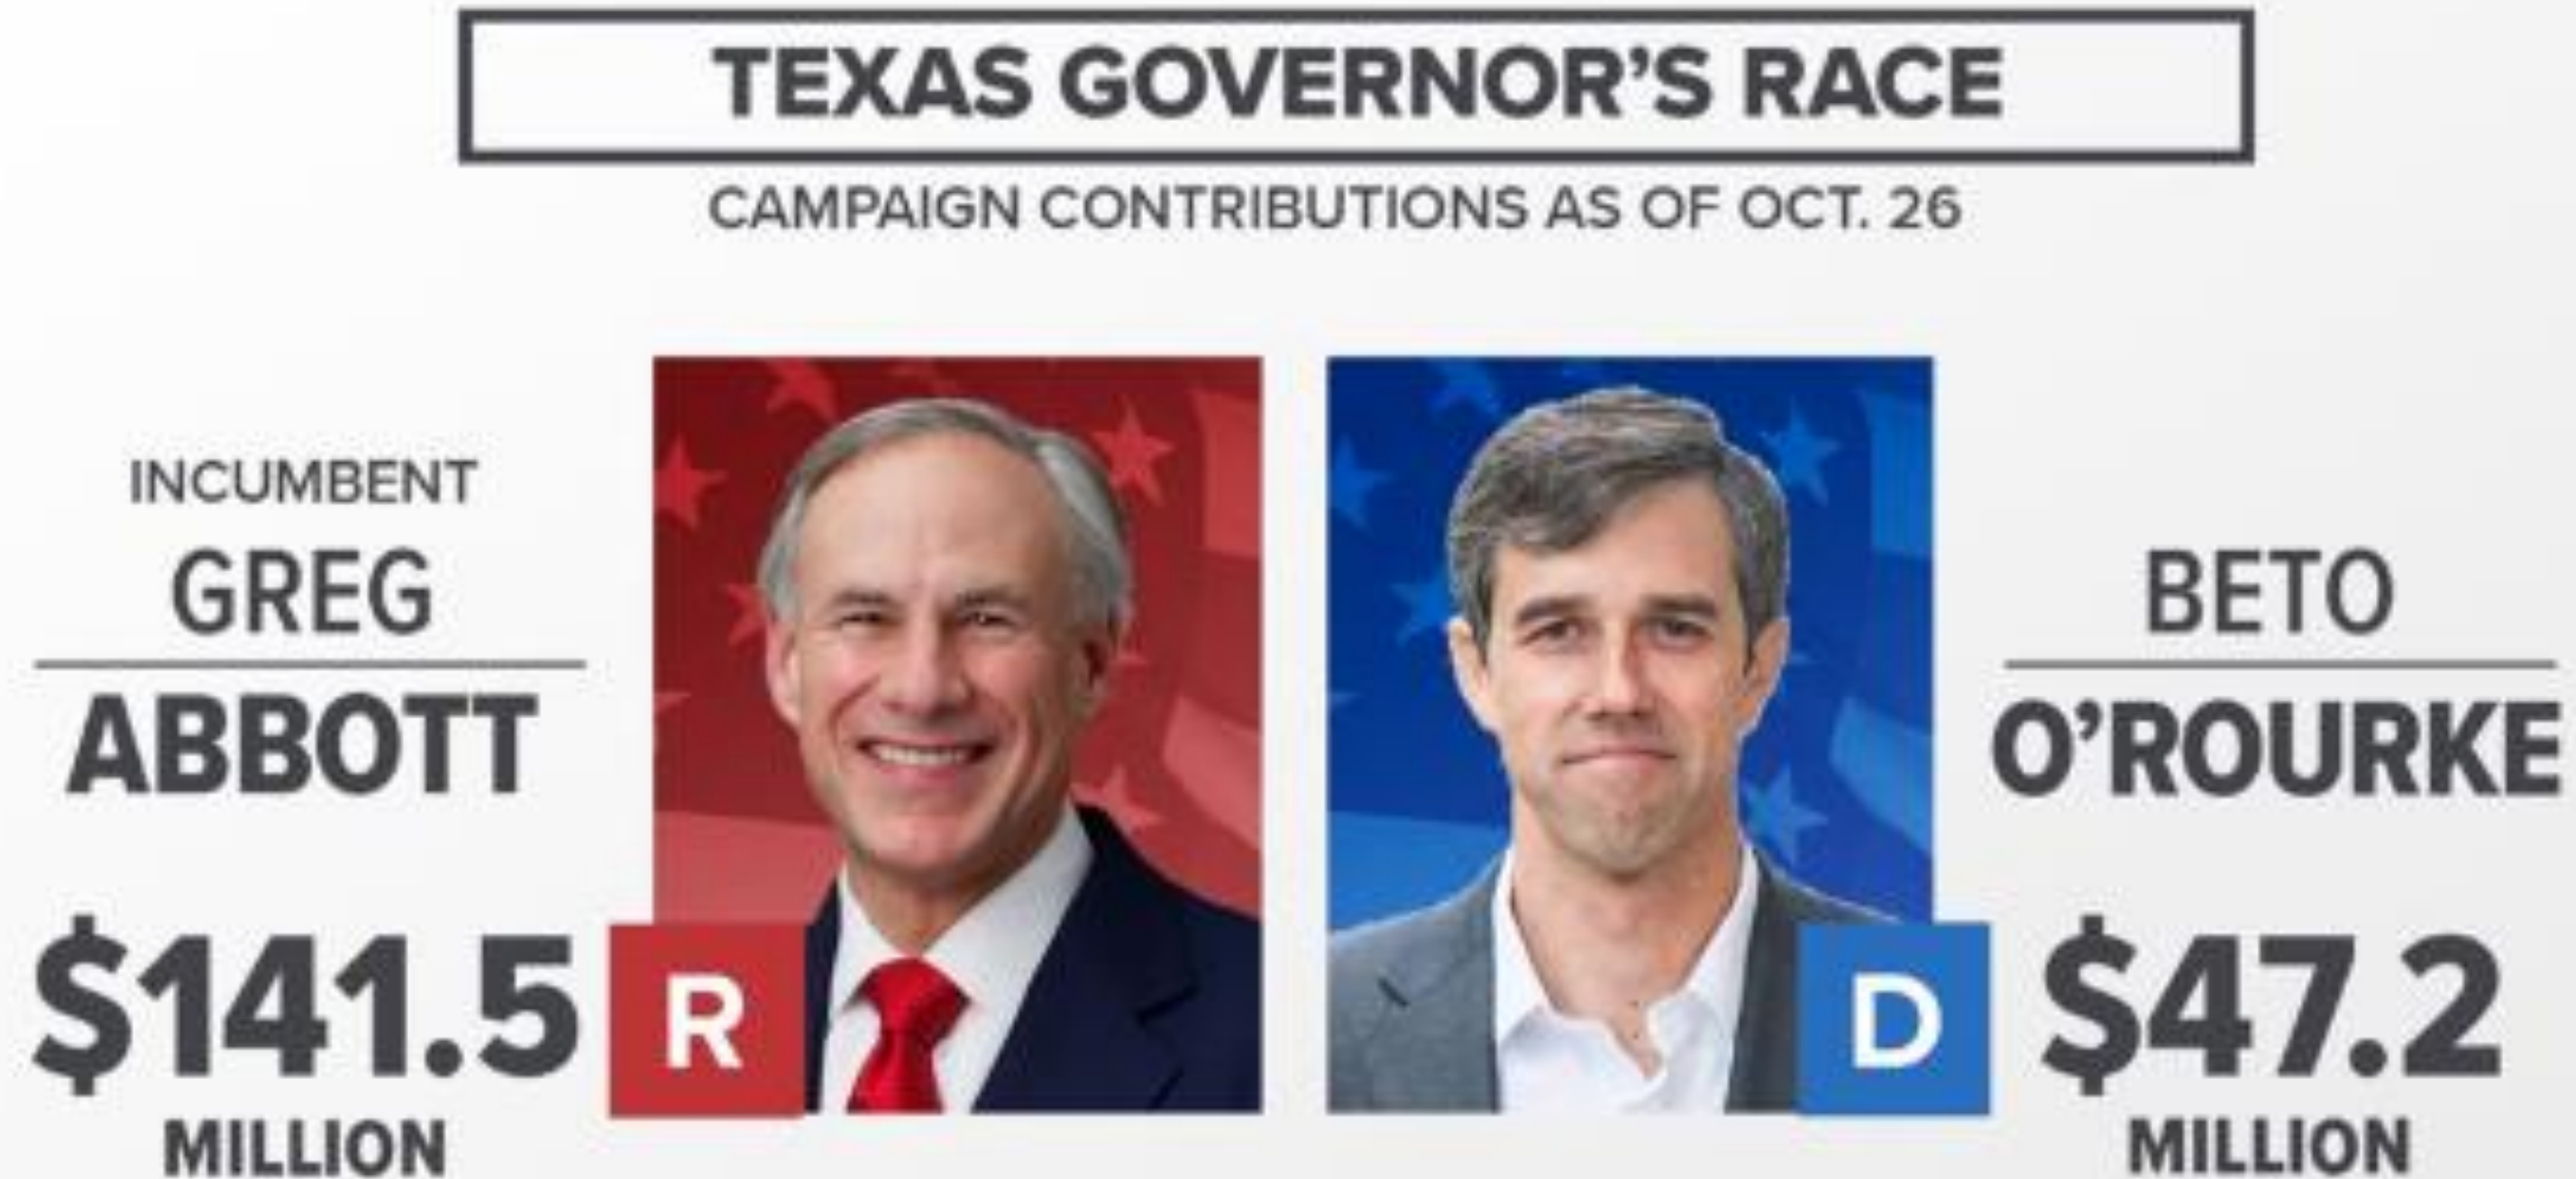 TEXAS GOVERNOR'S RACE
CAMPAIGN CONTRIBUTIONS AS OF OCT. 26
INCUMBENT
GREG
ABBOTT
$141.5
MILLION
R
BETO
O'ROURKE
D
$47.2
MILLION